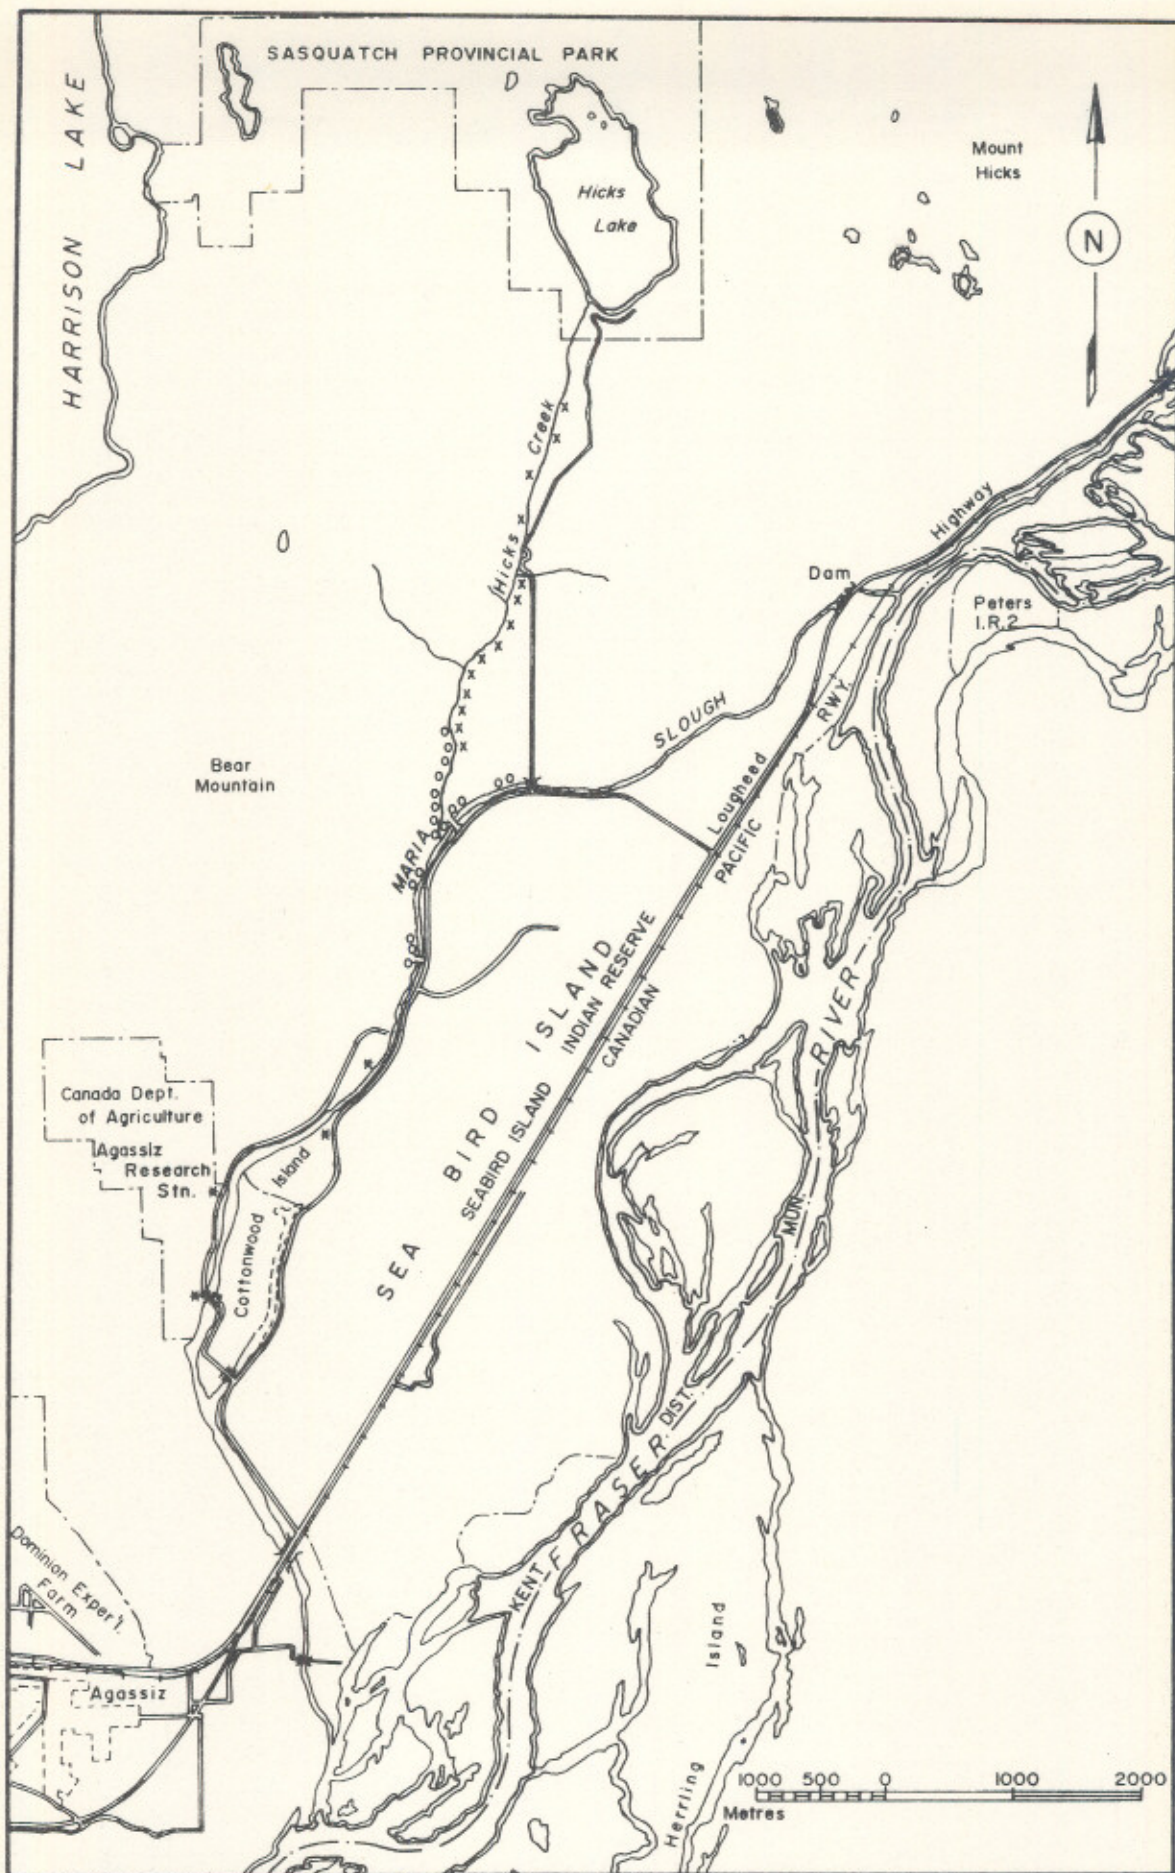 SASQUATCH PROVINCIAL PARK
HARRISON LAKE
Hicks
Lake
Mount
Hicks
N
Hicks Creek
Highway
Dam
Peters
I.R.2
SLOUGH
RWY.
Bear
Mountain
Lougheed
PACIFIC
MARIA
SEA BIRD ISLAND
SEABIRD ISLAND INDIAN RESERVE
CANADIAN
RIVER
Canada Dept.
of Agriculture
Agassiz
Research
Stn.
Island
Cottonwood
MUN.
DIST.
FRASER
KENT
Dominion Exper't.
Farm
Agassiz
Island
Herrling
1000 500 0 1000 2000
Metres